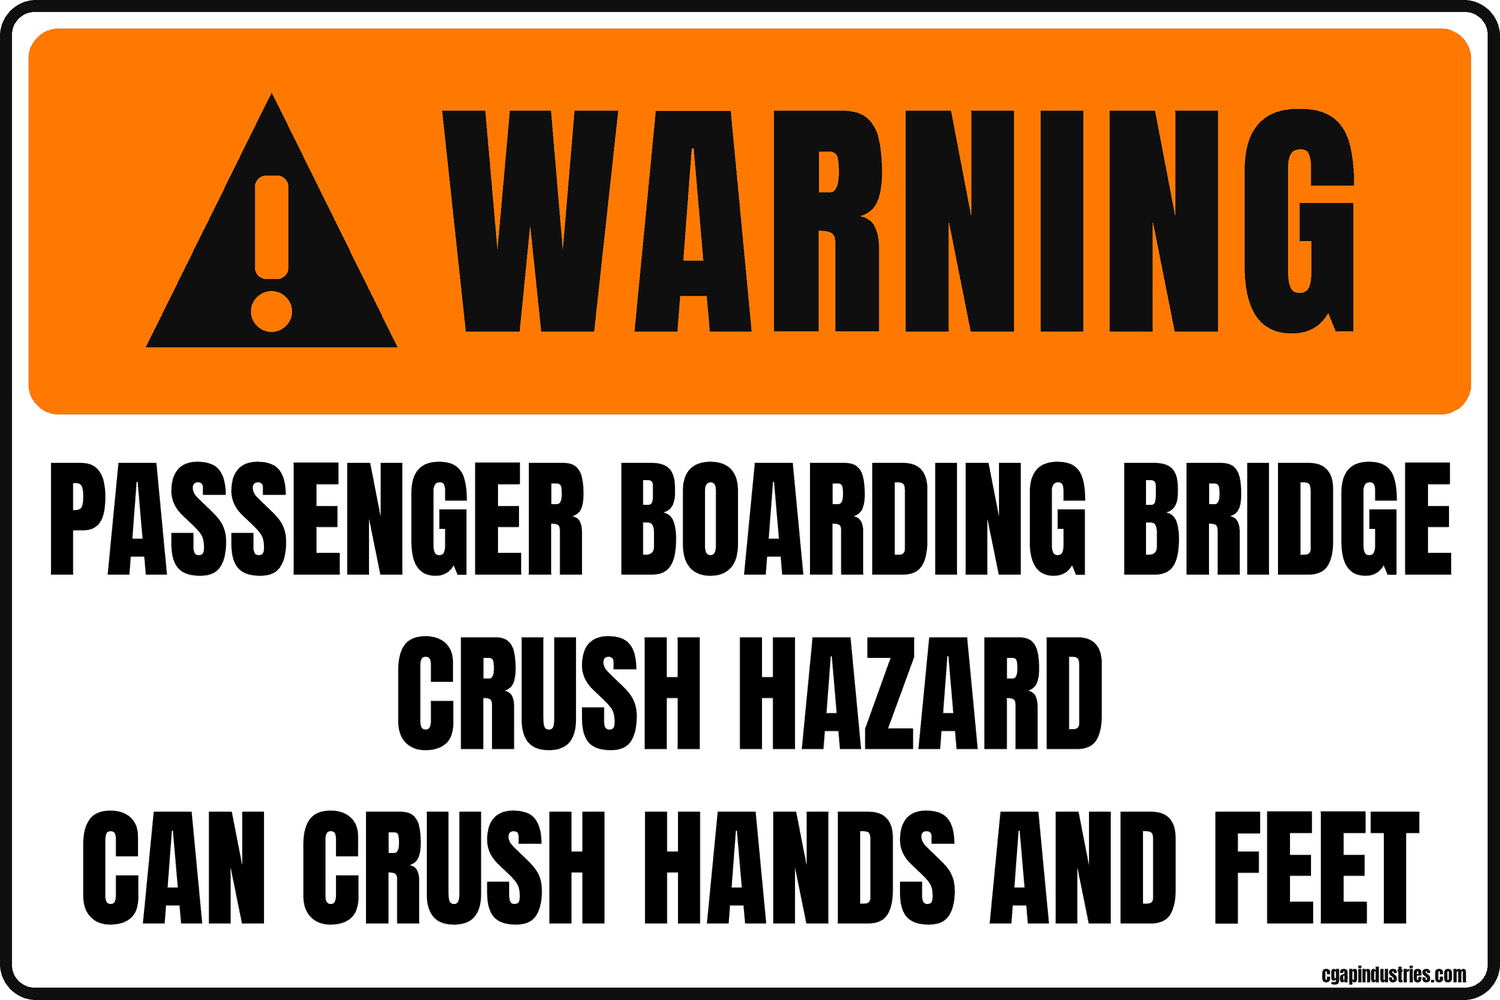 WARNING
PASSENGER BOARDING BRIDGE
CRUSH HAZARD
CAN CRUSH HANDS AND FEET
cgapindustries.com